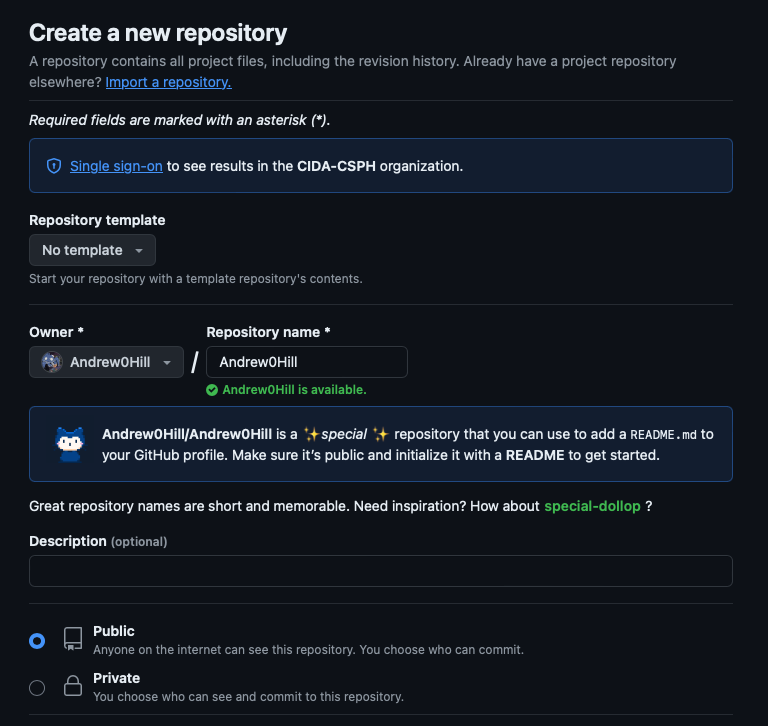 Create a new repository
A repository contains all project files, including the revision history. Already have a project repository
elsewhere? Import a repository.
Required fields are marked with an asterisk (*).
Single sign-on to see results in the CIDA-CSPH organization.
Repository template
No template
Start your repository with a template repository's contents.
Owner * Repository name *
Andrew0Hill / Andrew0Hill
Andrew0Hill is available.
Andrew0Hill/Andrew0Hill is a ✨special ✨ repository that you can use to add a README.md to
your GitHub profile. Make sure it’s public and initialize it with a README to get started.
Great repository names are short and memorable. Need inspiration? How about special-dollop ?
Description (optional)
Public
Anyone on the internet can see this repository. You choose who can commit.
Private
You choose who can see and commit to this repository.